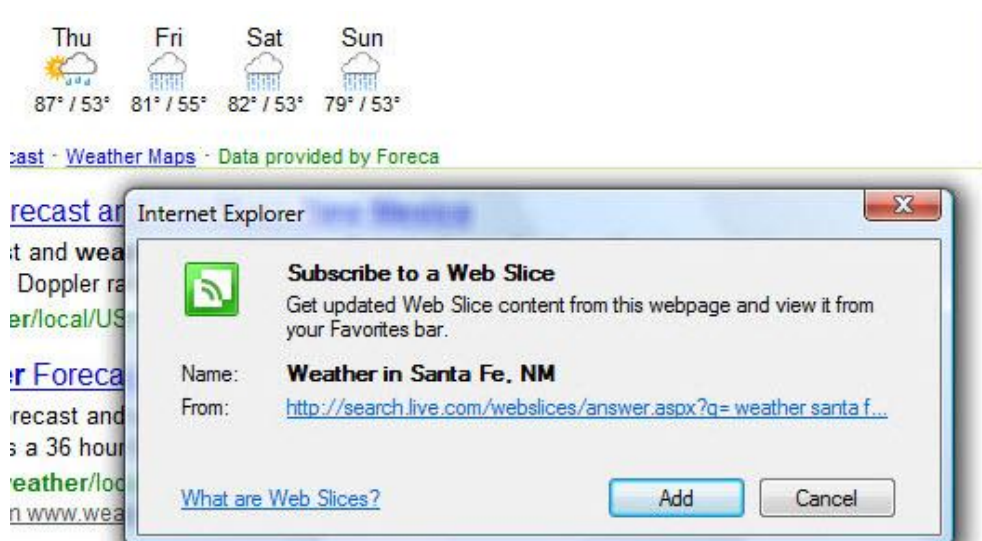 Thu Fri Sat Sun
87° / 53° 81° / 55° 82° / 53° 79° / 53°
cast · Weather Maps · Data provided by Foreca
recast ar
st and wea
Doppler ra
er/local/US
er Foreca
orecast and
s a 36 hour
eather/loc
m www.wea
Internet Explorer
Mexico
Subscribe to a Web Slice
Get updated Web Slice content from this webpage and view it from
your Favorites bar.
Name: Weather in Santa Fe, NM
From: http://search.live.com/webslices/answer.aspx?q= weather santa f...
What are Web Slices? Add Cancel